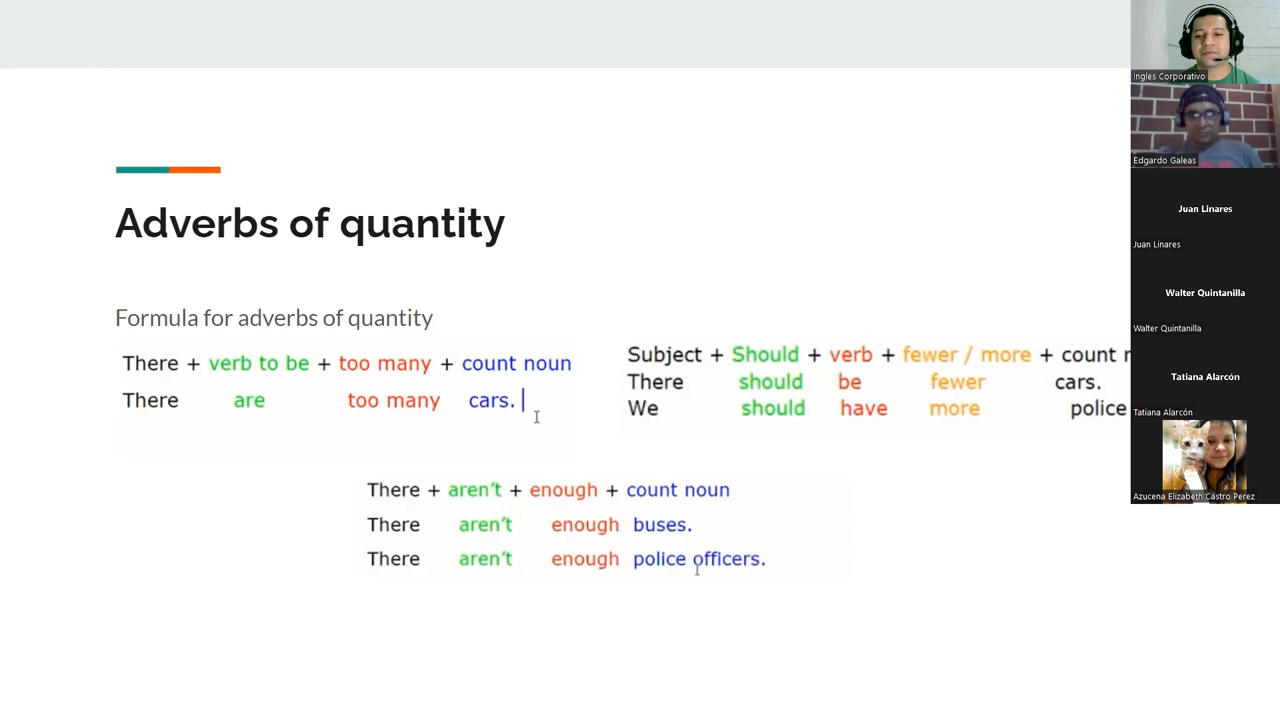 Adverbs of quantity
Formula for adverbs of quantity
There + verb to be + too many + count noun
There are too many cars.
Subject + Should + verb + fewer / more + count
There should be fewer cars.
We should have more police
There + aren't + enough + count noun
There aren't enough buses.
There aren't enough police officers.
Ingles Corporativo
Edgardo Galeas
Juan Linares
Juan Linares
Walter Quintanilla
Walter Quintanilla
Tatiana Alarcón
Tatiana Alarcón
Azucena Elizabeth Castro Perez